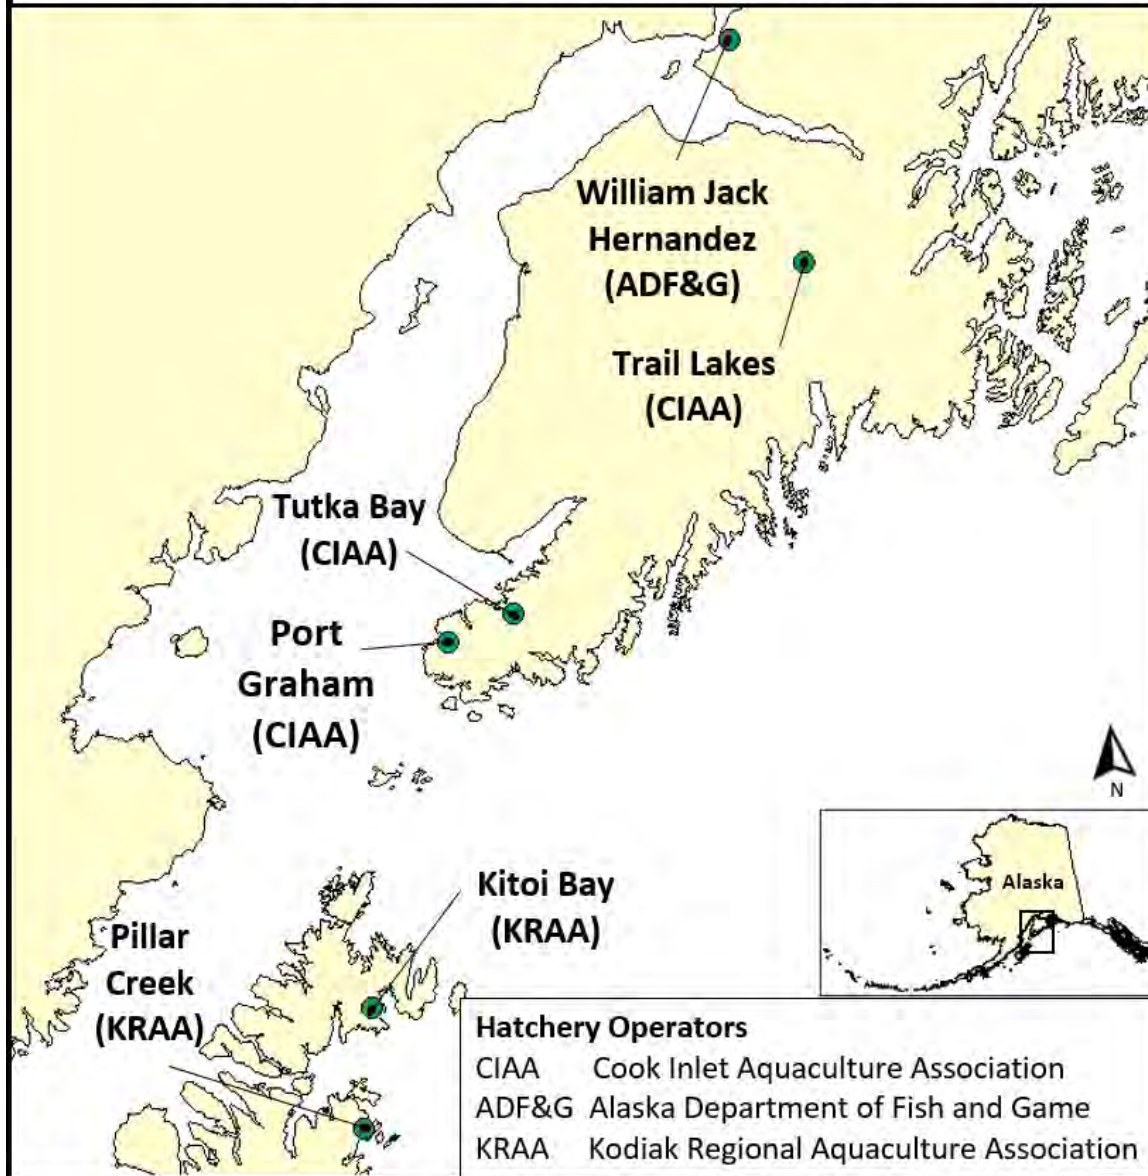 William Jack
Hernandez
(ADF&G)
Trail Lakes
(CIAA)
Tutka Bay
(CIAA)
Port
Graham
(CIAA)
N
Alaska
Kitoi Bay
(KRAA)
Pillar
Creek
(KRAA)
Hatchery Operators
CIAA Cook Inlet Aquaculture Association
ADF&G Alaska Department of Fish and Game
KRAA Kodiak Regional Aquaculture Association